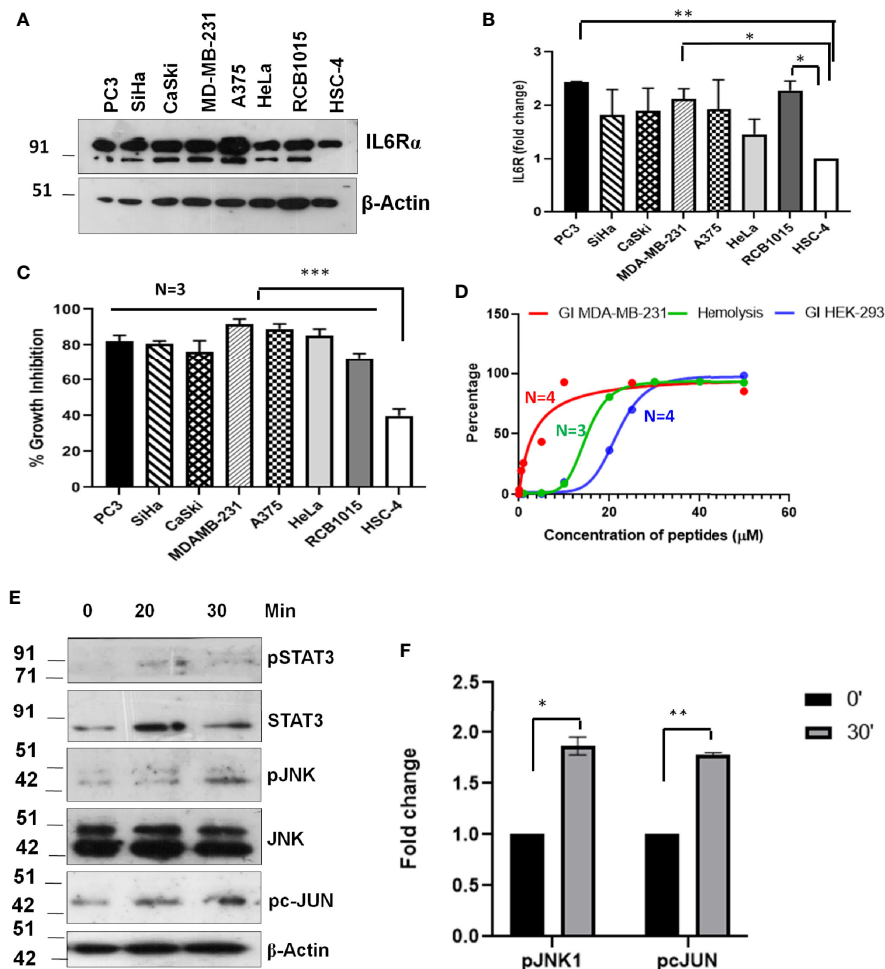 A
PC3
SiHa
CaSki
MD-MB-231
A375
HeLa
RCB1015
HSC-4
91
IL6Rα
51
β-Actin
B
**
*
*
3
2
1
0
IL6R (fold change)
PC3
SiHa
CaSki
MDA-MB-231
A375
HeLa
RCB1015
HSC-4
C
N=3
***
100
80
60
40
20
0
% Growth Inhibition
PC3
SiHa
CaSki
MDAMB-231
A375
HeLa
RCB1015
HSC-4
D
GI MDA-MB-231
Hemolysis
GI HEK-293
150
100
50
0
Percentage
N=4
N=3
N=4
0
20
40
60
Concentration of peptides (μM)
E
0 20 30 Min
91
71
pSTAT3
91
STAT3
51
42
pJNK
51
42
JNK
51
42
pc-JUN
51
42
β-Actin
F
2.5
2.0
1.5
1.0
0.5
0.0
Fold change
*
**
0'
30'
pJNK1
pcJUN